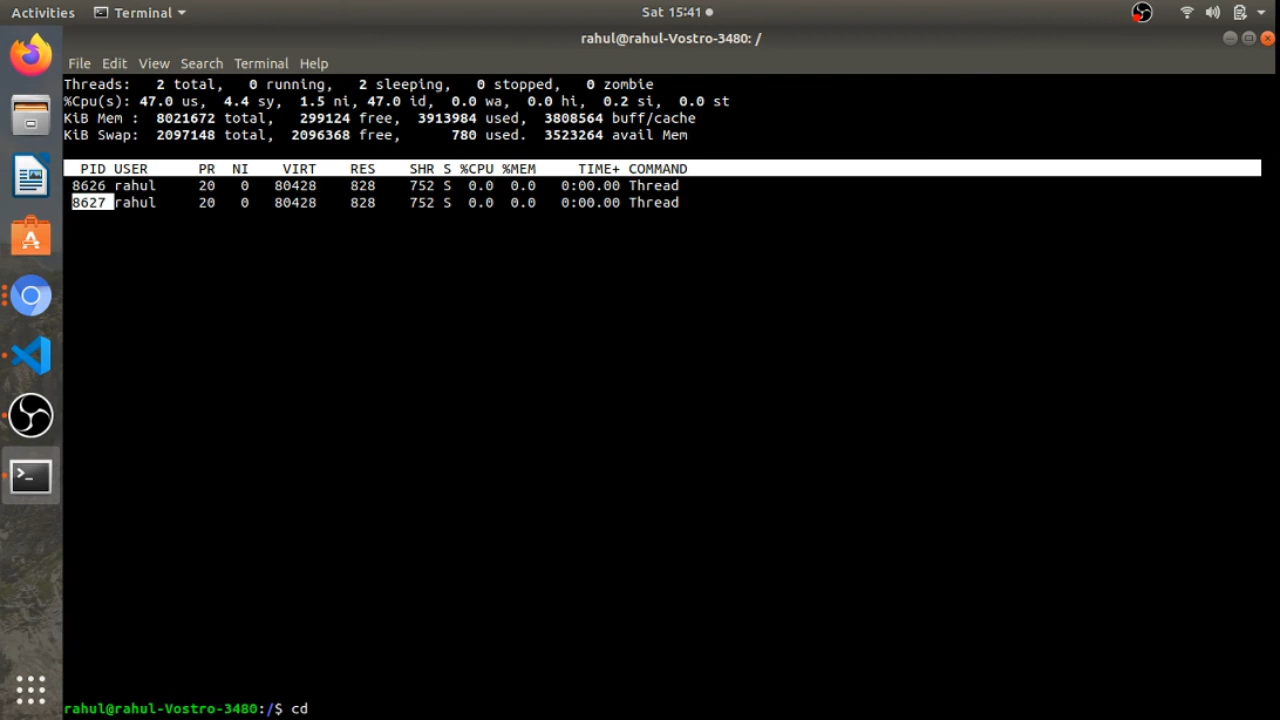 Activities Terminal Sat 15:41
rahul@rahul-Vostro-3480: /
File Edit View Search Terminal Help
Threads:   2 total,   0 running,   2 sleeping,   0 stopped,   0 zombie
%Cpu(s): 47.0 us,  4.4 sy,  1.5 ni, 47.0 id,  0.0 wa,  0.0 hi,  0.2 si,  0.0 st
KiB Mem :  8021672 total,   299124 free,  3913984 used,  3808564 buff/cache
KiB Swap:  2097148 total,  2096368 free,      780 used.  3523264 avail Mem
PID USER      PR  NI    VIRT    RES    SHR S %CPU %MEM     TIME+ COMMAND
8626 rahul     20   0   80428    828    752 S  0.0  0.0   0:00.00 Thread
8627 rahul     20   0   80428    828    752 S  0.0  0.0   0:00.00 Thread
rahul@rahul-Vostro-3480:/$ cd